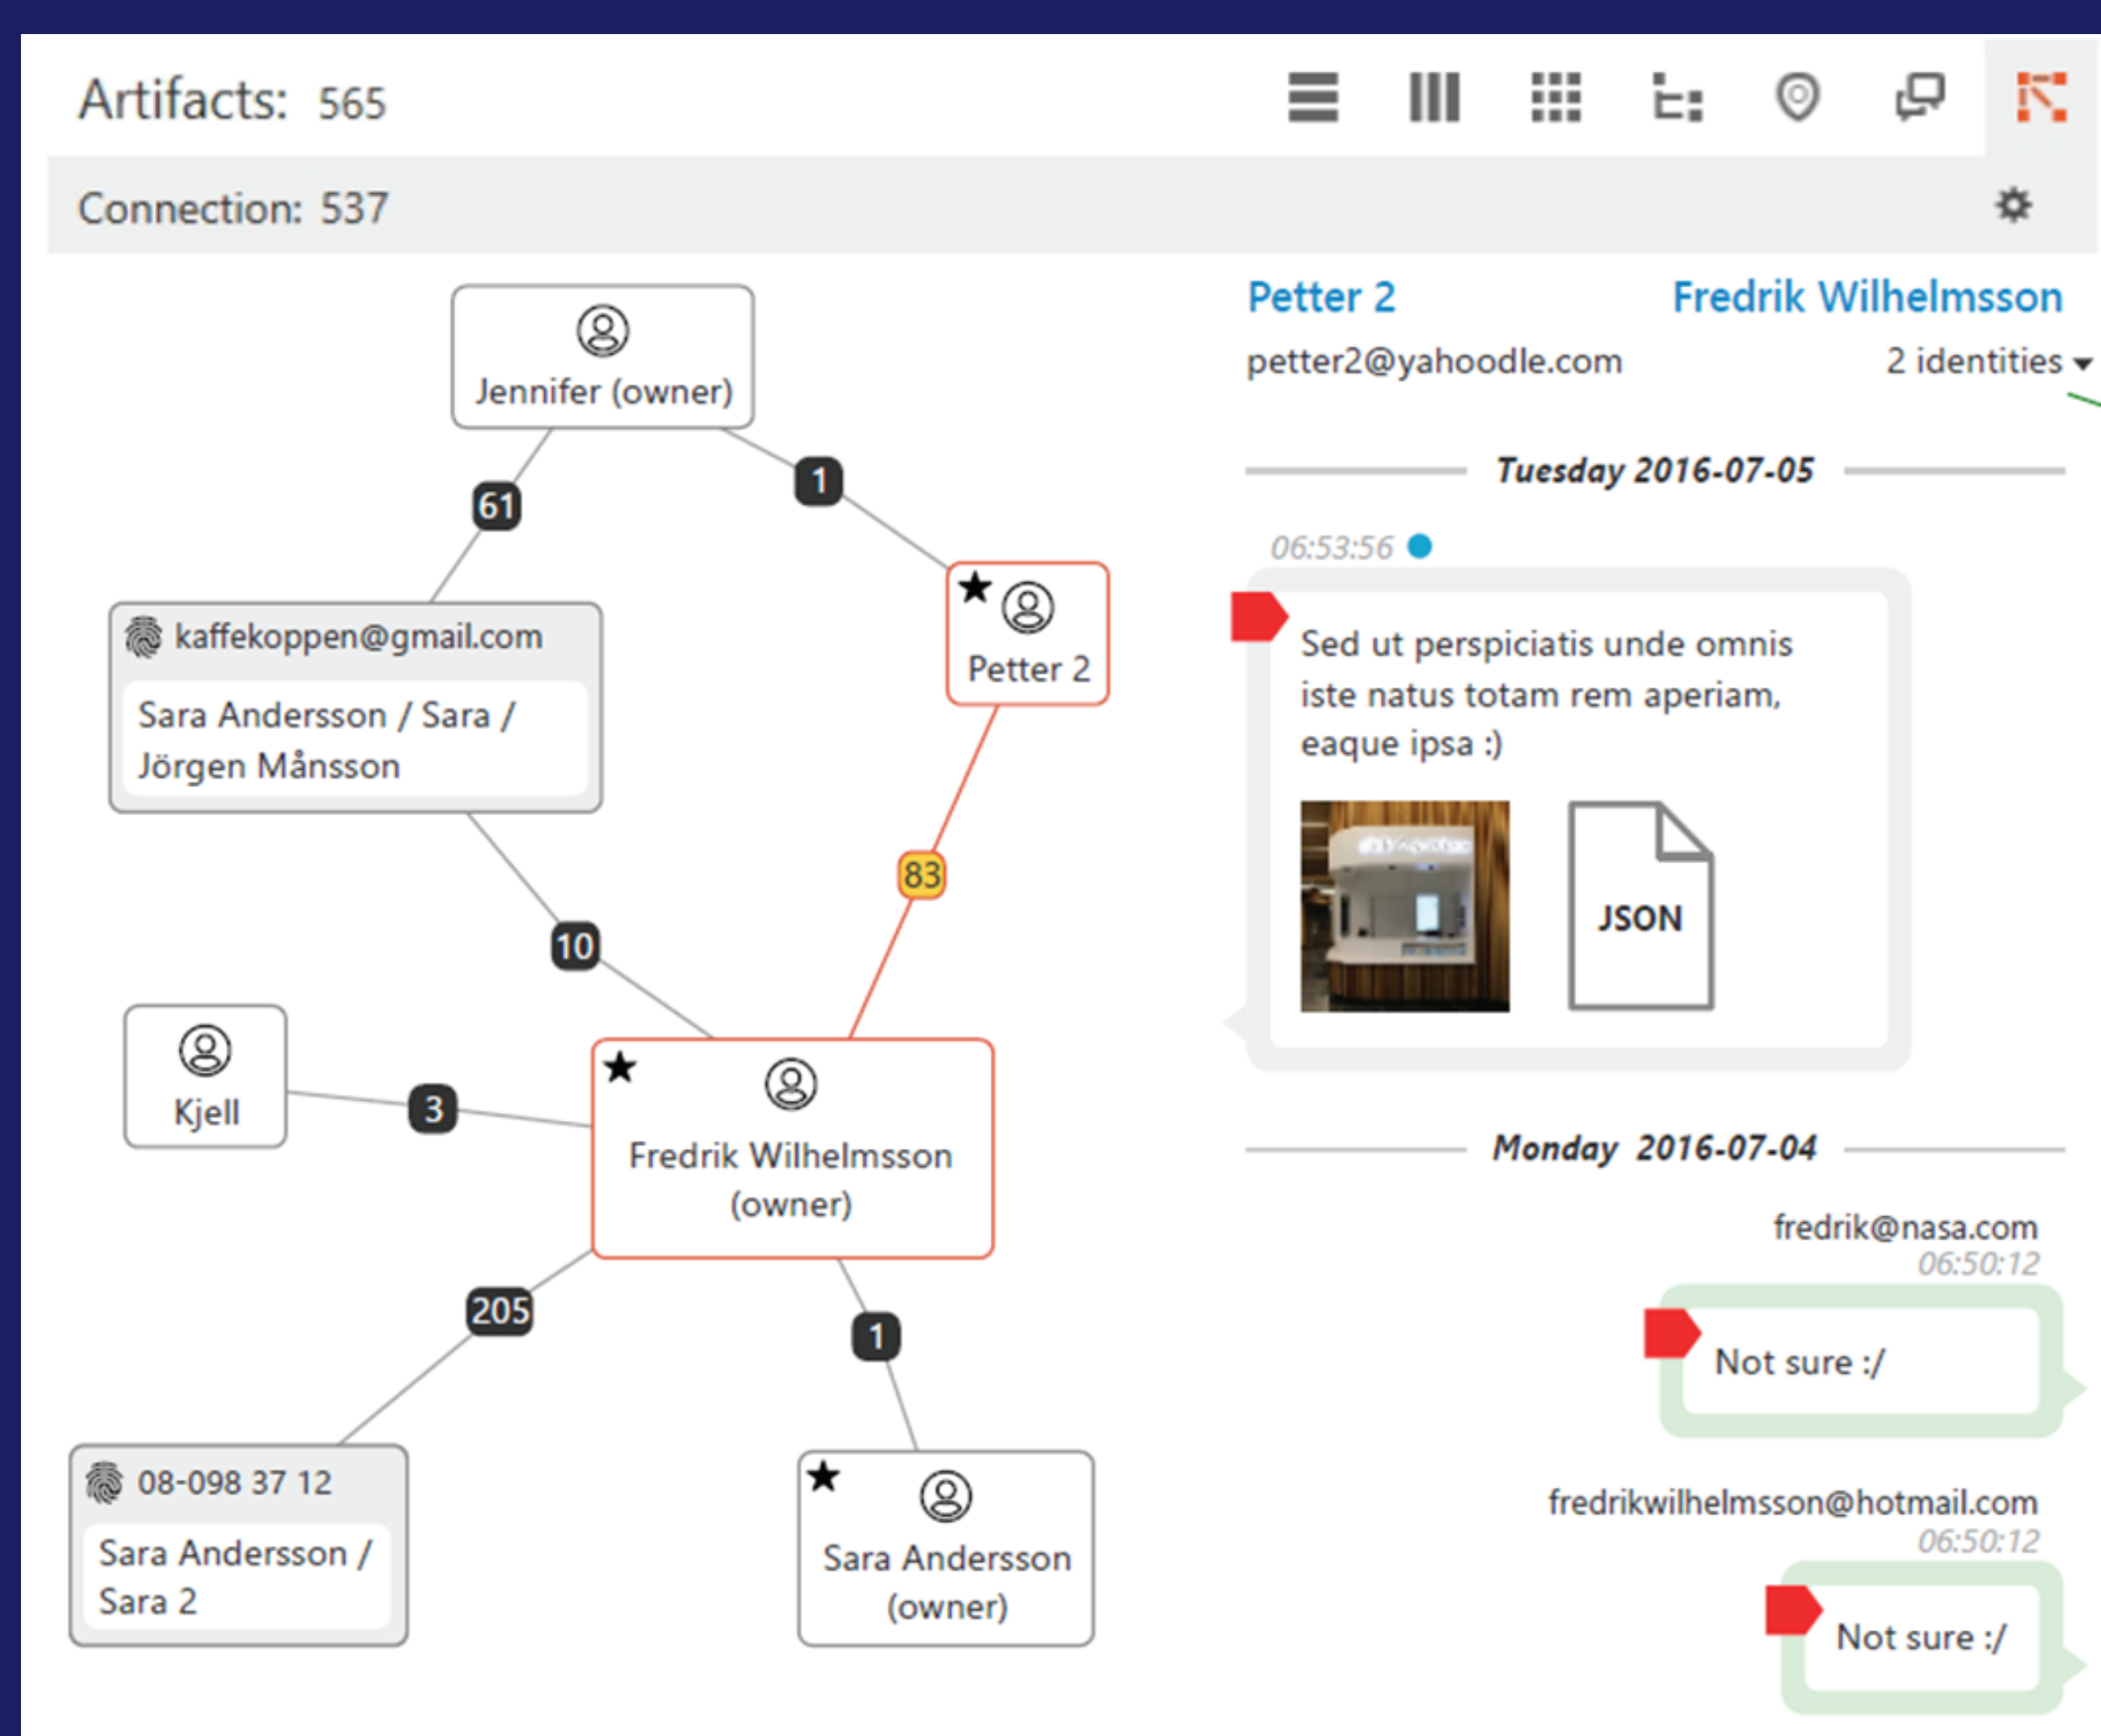 Artifacts: 565
Connection: 537
Jennifer (owner)
61
1
kaffekoppen@gmail.com
Sara Andersson / Sara /
Jörgen Månsson
Petter 2
83
10
Kjell
3
Fredrik Wilhelmsson
(owner)
205
1
08-098 37 12
Sara Andersson /
Sara 2
Sara Andersson
(owner)
Petter 2 Fredrik Wilhelmsson
petter2@yahoodle.com 2 identities
Tuesday 2016-07-05
06:53:56
Sed ut perspiciatis unde omnis
iste natus totam rem aperiam,
eaque ipsa :)
JSON
Monday 2016-07-04
fredrik@nasa.com
06:50:12
Not sure :/
fredrikwilhelmsson@hotmail.com
06:50:12
Not sure :/